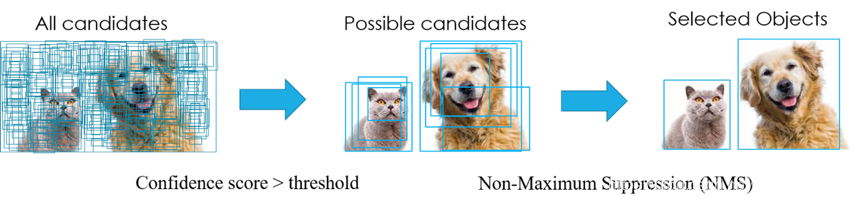 All candidates
Possible candidates
Selected Objects
Confidence score > threshold
Non-Maximum Suppression (NMS)